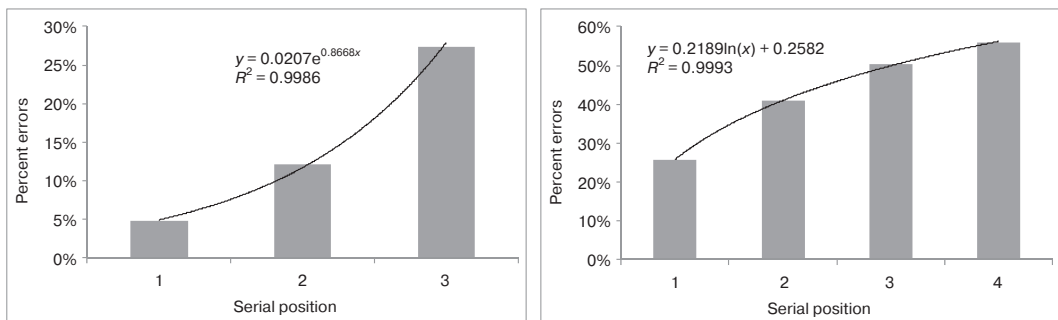 30%
25%
20%
15%
10%
5%
0%
Percent errors
y = 0.0207e^0.8668x
R² = 0.9986
1 2 3
Serial position
60%
50%
40%
30%
20%
10%
0%
Percent errors
y = 0.2189ln(x) + 0.2582
R² = 0.9993
1 2 3 4
Serial position